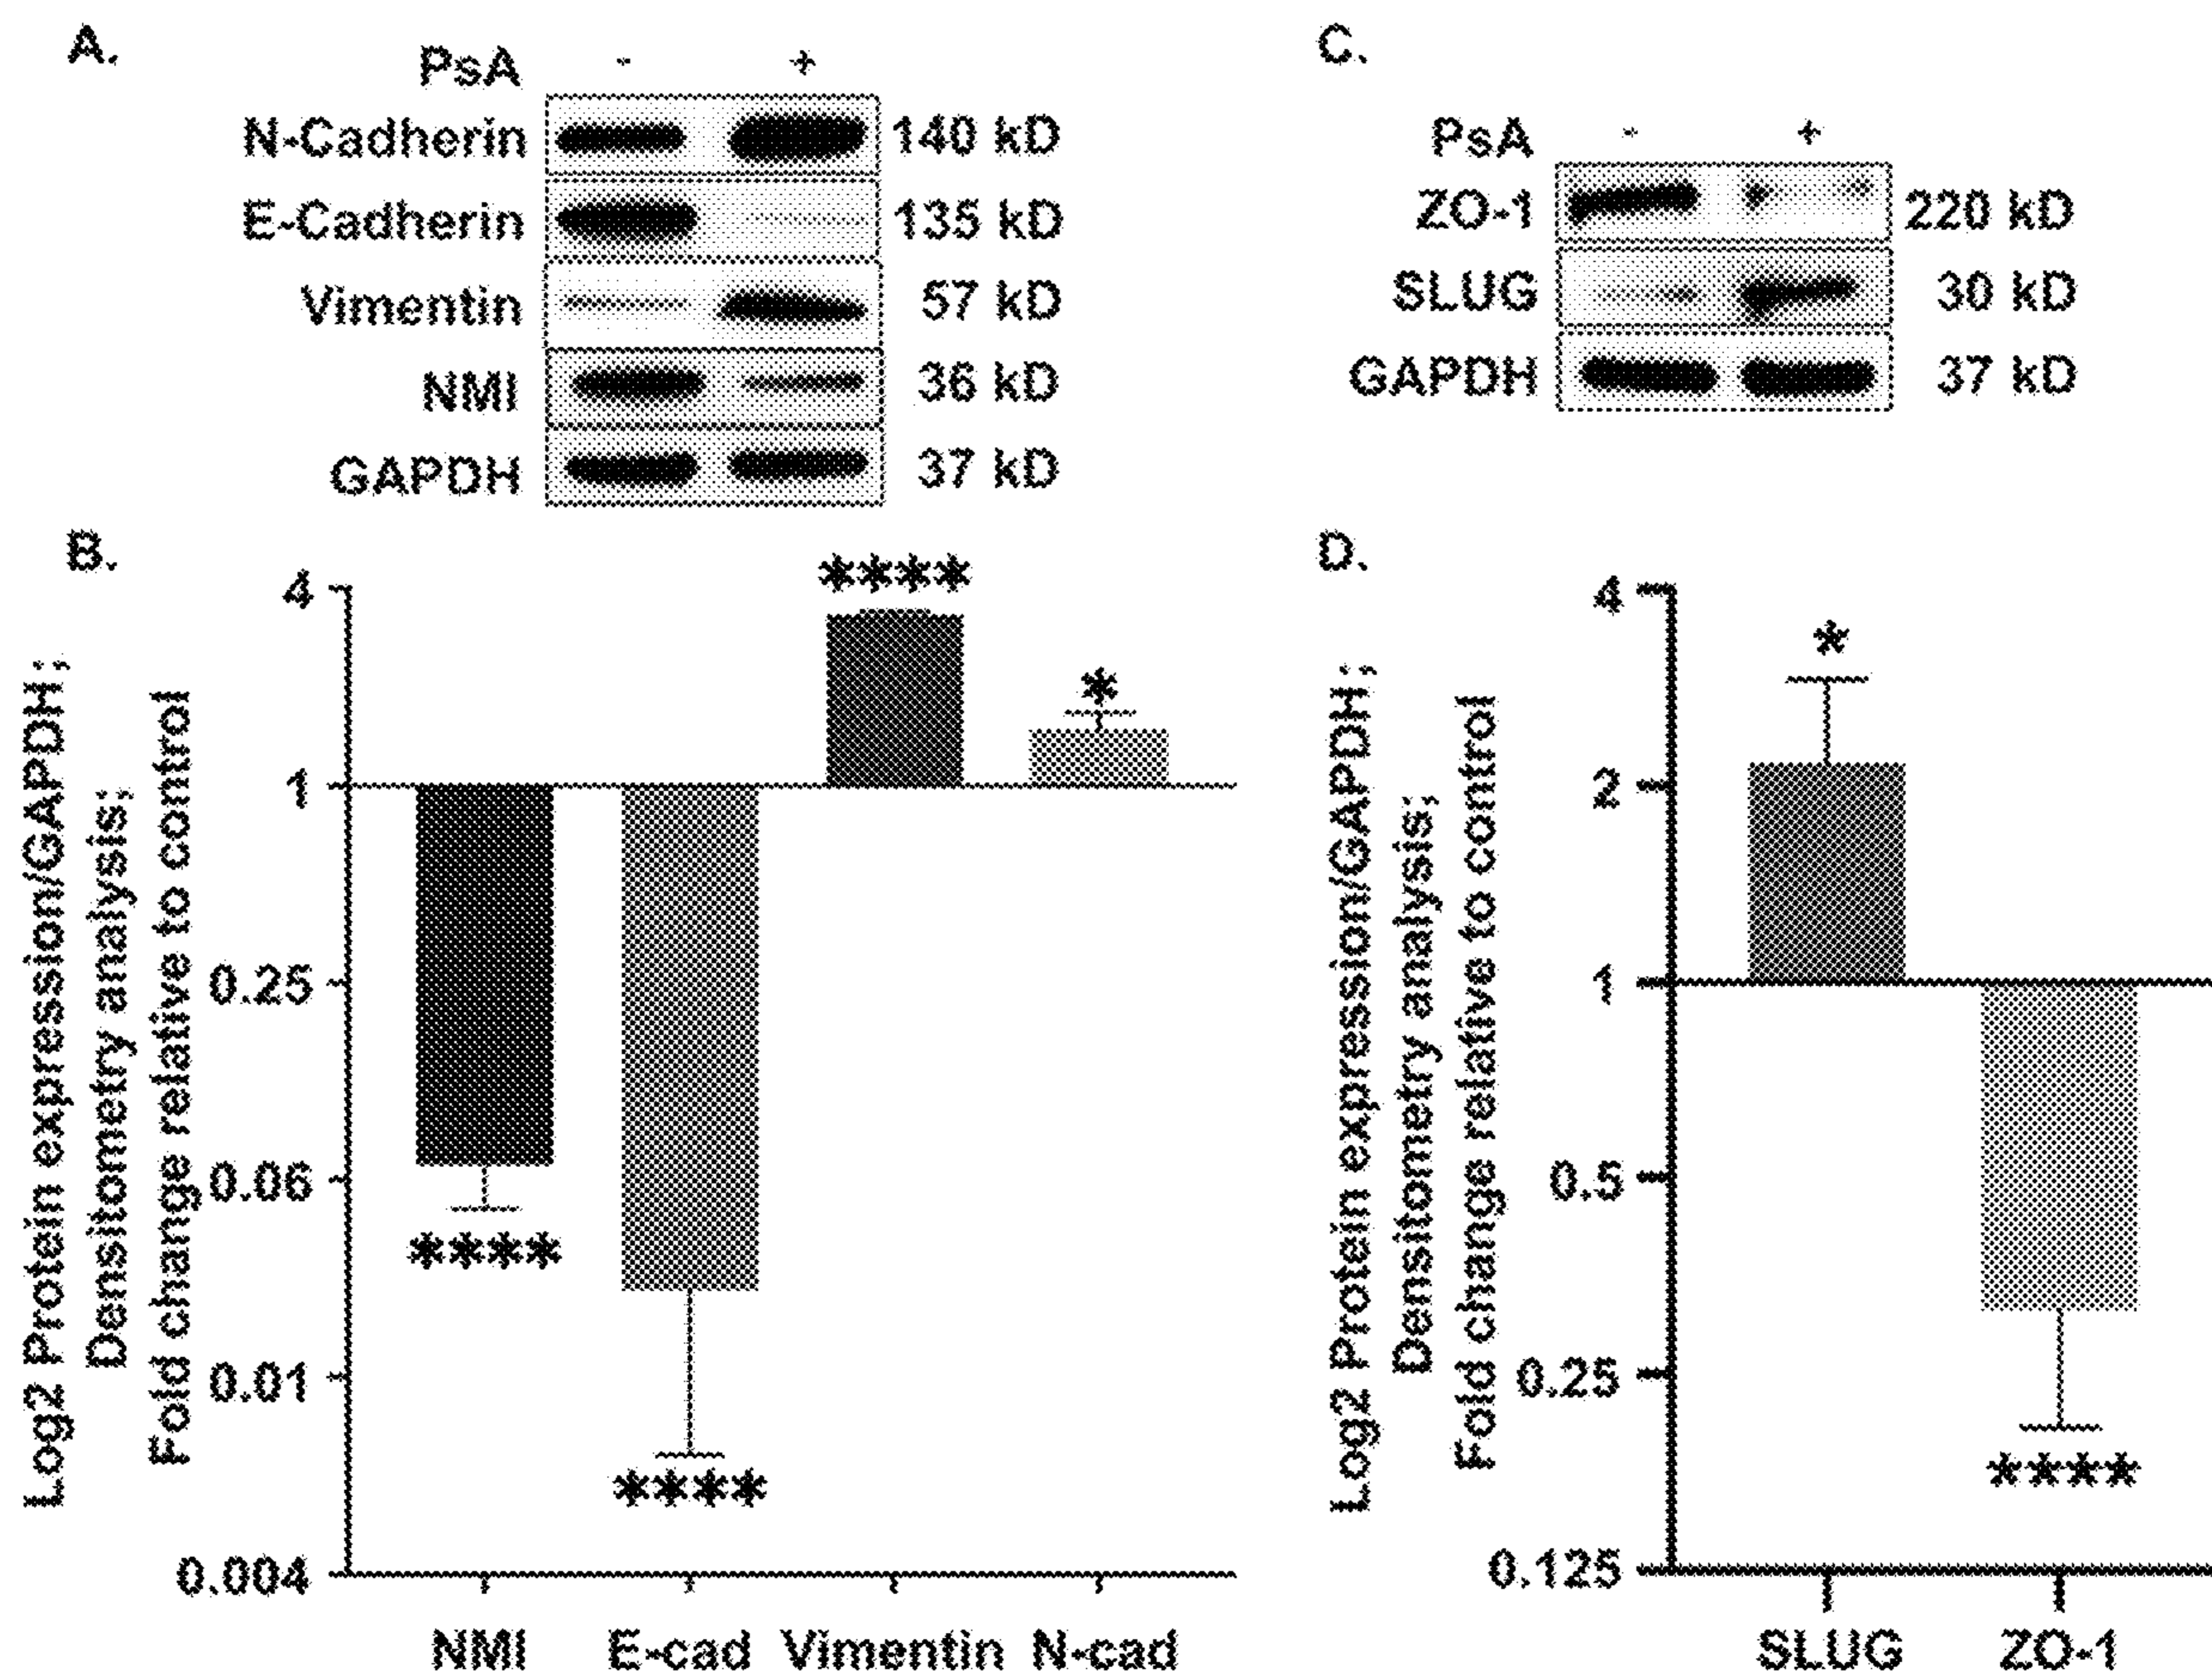 A.
PsA - +
N-Cadherin 140 kD
E-Cadherin 135 kD
Vimentin 57 kD
NMI 36 kD
GAPDH 37 kD
B.
Log2 Protein expression/GAPDH;
Densitometry analysis;
Fold change relative to control
4
1
0.25
0.06
0.01
0.004
****
****
****
*
NMI E-cad Vimentin N-cad
C.
PsA - +
ZO-1 220 kD
SLUG 30 kD
GAPDH 37 kD
D.
Log2 Protein expression/GAPDH;
Densitometry analysis;
Fold change relative to control
4
2
1
0.5
0.25
0.125
*
****
SLUG ZO-1